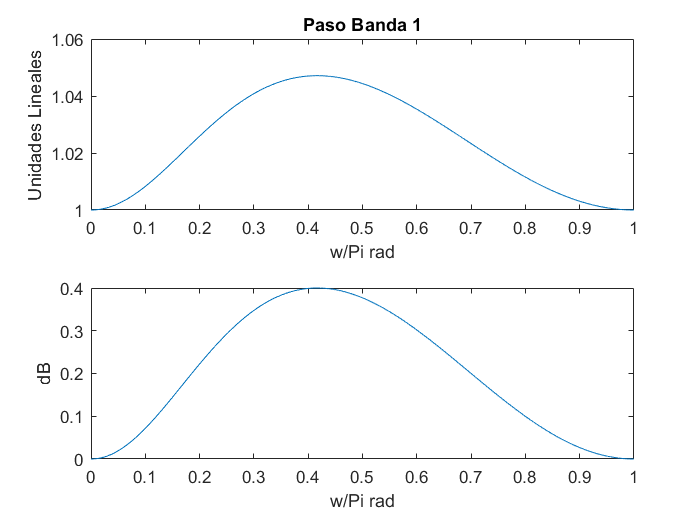 Paso Banda 1
Unidades Lineales
1.06
1.04
1.02
1
0 0.1 0.2 0.3 0.4 0.5 0.6 0.7 0.8 0.9 1
w/Pi rad
dB
0.4
0.3
0.2
0.1
0
0 0.1 0.2 0.3 0.4 0.5 0.6 0.7 0.8 0.9 1
w/Pi rad